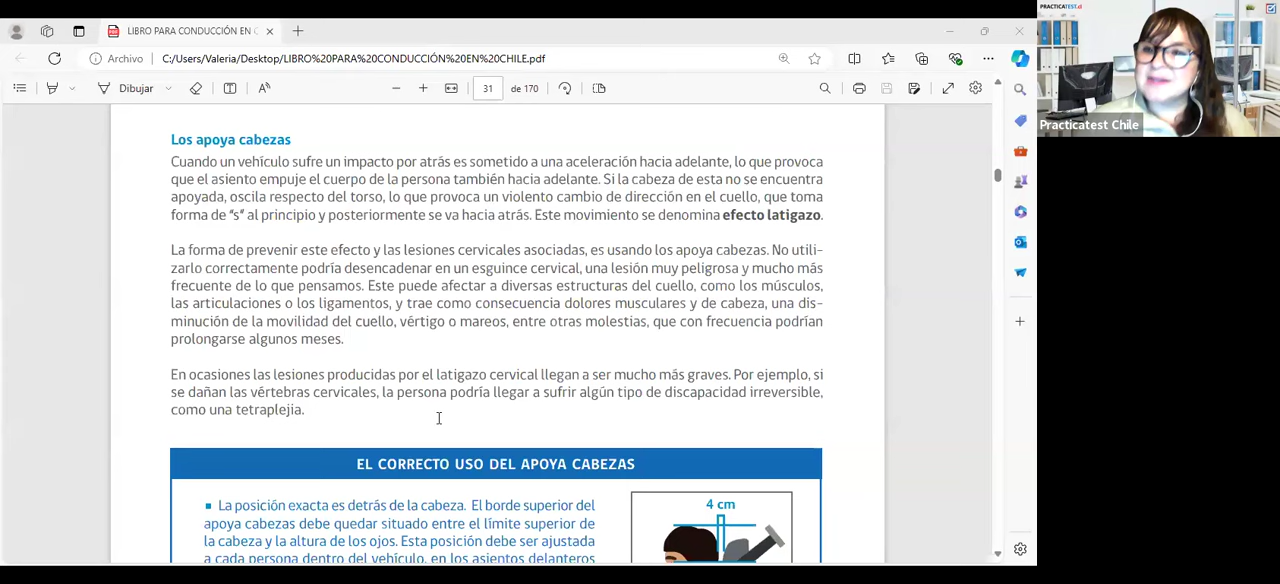 LIBRO PARA CONDUCCIÓN EN C
Archivo
C:/Users/Valeria/Desktop/LIBRO%20PARA%20CONDUCCIÓN%20EN%20CHILE.pdf
Dibujar
31
de 170
PRACTICATEST.cl
Practicatest Chile
Los apoya cabezas
Cuando un vehículo sufre un impacto por atrás es sometido a una aceleración hacia adelante, lo que provoca
que el asiento empuje el cuerpo de la persona también hacia adelante. Si la cabeza de esta no se encuentra
apoyada, oscila respecto del torso, lo que provoca un violento cambio de dirección en el cuello, que toma
forma de "s" al principio y posteriormente se va hacia atrás. Este movimiento se denomina efecto latigazo.
La forma de prevenir este efecto y las lesiones cervicales asociadas, es usando los apoya cabezas. No utili-
zarlo correctamente podría desencadenar en un esguince cervical, una lesión muy peligrosa y mucho más
frecuente de lo que pensamos. Este puede afectar a diversas estructuras del cuello, como los músculos,
las articulaciones o los ligamentos, y trae como consecuencia dolores musculares y de cabeza, una dis-
minución de la movilidad del cuello, vértigo o mareos, entre otras molestias, que con frecuencia podrían
prolongarse algunos meses.
En ocasiones las lesiones producidas por el latigazo cervical llegan a ser mucho más graves. Por ejemplo, si
se dañan las vértebras cervicales, la persona podría llegar a sufrir algún tipo de discapacidad irreversible,
como una tetraplejia.
EL CORRECTO USO DEL APOYA CABEZAS
La posición exacta es detrás de la cabeza. El borde superior del
apoya cabezas debe quedar situado entre el límite superior de
la cabeza y la altura de los ojos. Esta posición debe ser ajustada
a cada persona dentro del vehículo, en los asientos delanteros
4 cm